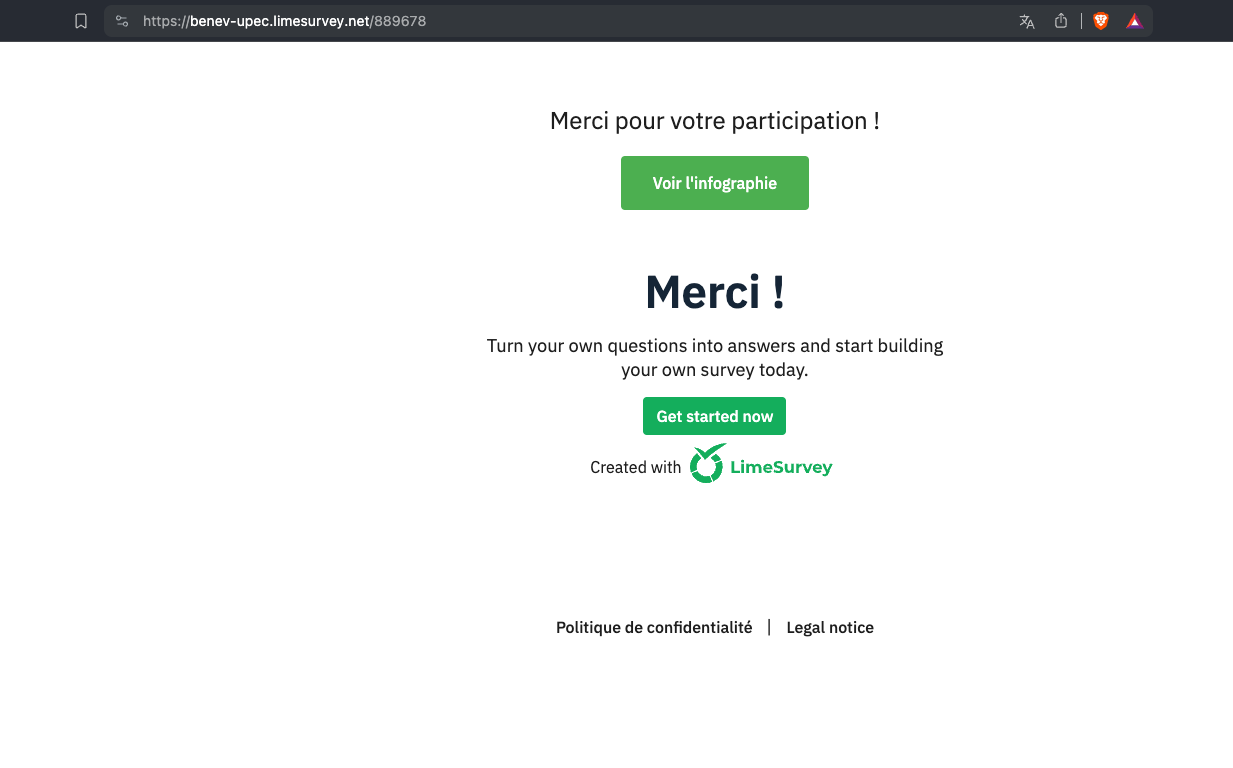 https://benev-upec.limesurvey.net/889678
Merci pour votre participation !
Voir l'infographie
Merci !
Turn your own questions into answers and start building
your own survey today.
Get started now
Created with LimeSurvey
Politique de confidentialité | Legal notice